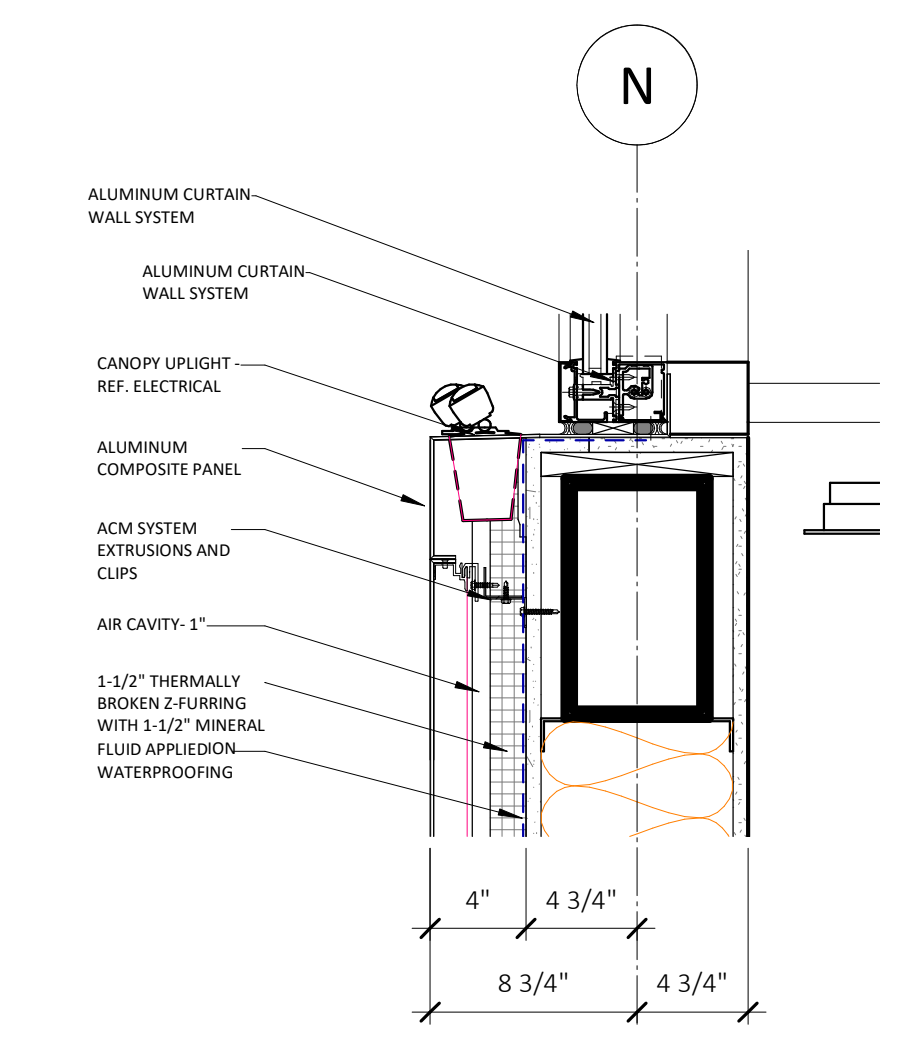 N
ALUMINUM CURTAIN
WALL SYSTEM
ALUMINUM CURTAIN
WALL SYSTEM
CANOPY UPLIGHT -
REF. ELECTRICAL
ALUMINUM
COMPOSITE PANEL
ACM SYSTEM
EXTRUSIONS AND
CLIPS
AIR CAVITY- 1"
1-1/2" THERMALLY
BROKEN Z-FURRING
WITH 1-1/2" MINERAL
FLUID APPLIEDION
WATERPROOFING
4"
4 3/4"
8 3/4"
4 3/4"